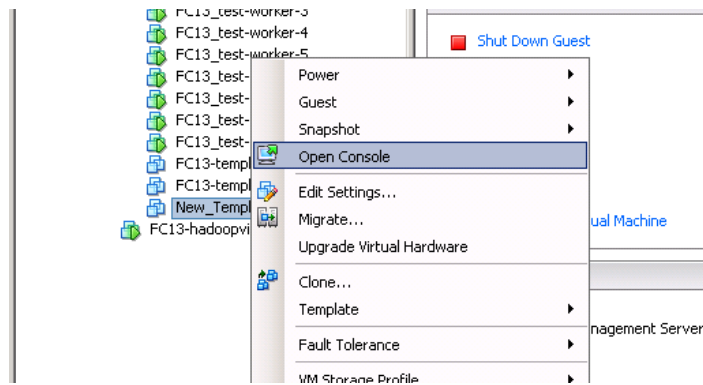 FC13_test-worker-3
FC13_test-worker-4
FC13_test-worker-5
FC13_test-
FC13_test-
FC13_test-
FC13_test-
FC13-templ
FC13-templ
New_Templ
FC13-hadoopvi
Power
Guest
Snapshot
Open Console
Edit Settings...
Migrate...
Upgrade Virtual Hardware
Clone...
Template
Fault Tolerance
VM Storage Profile
Shut Down Guest
ual Machine
nagement Server